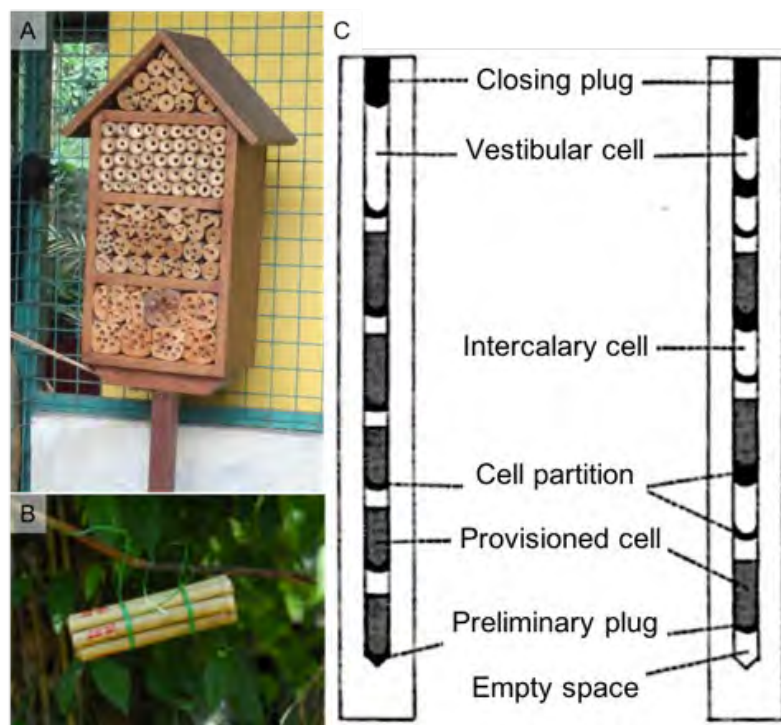 A
B
C
Closing plug
Vestibular cell
Intercalary cell
Cell partition
Provisioned cell
Preliminary plug
Empty space